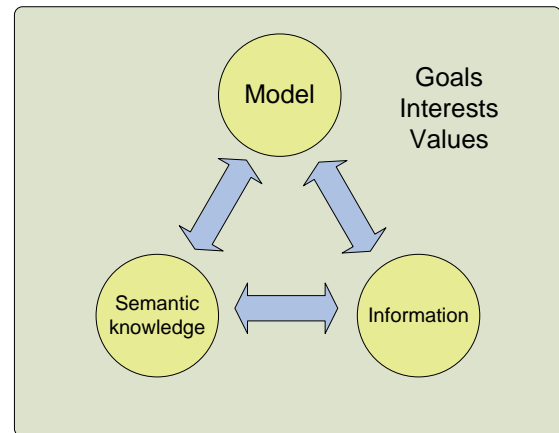 Model
Goals
Interests
Values
Semantic
knowledge
Information